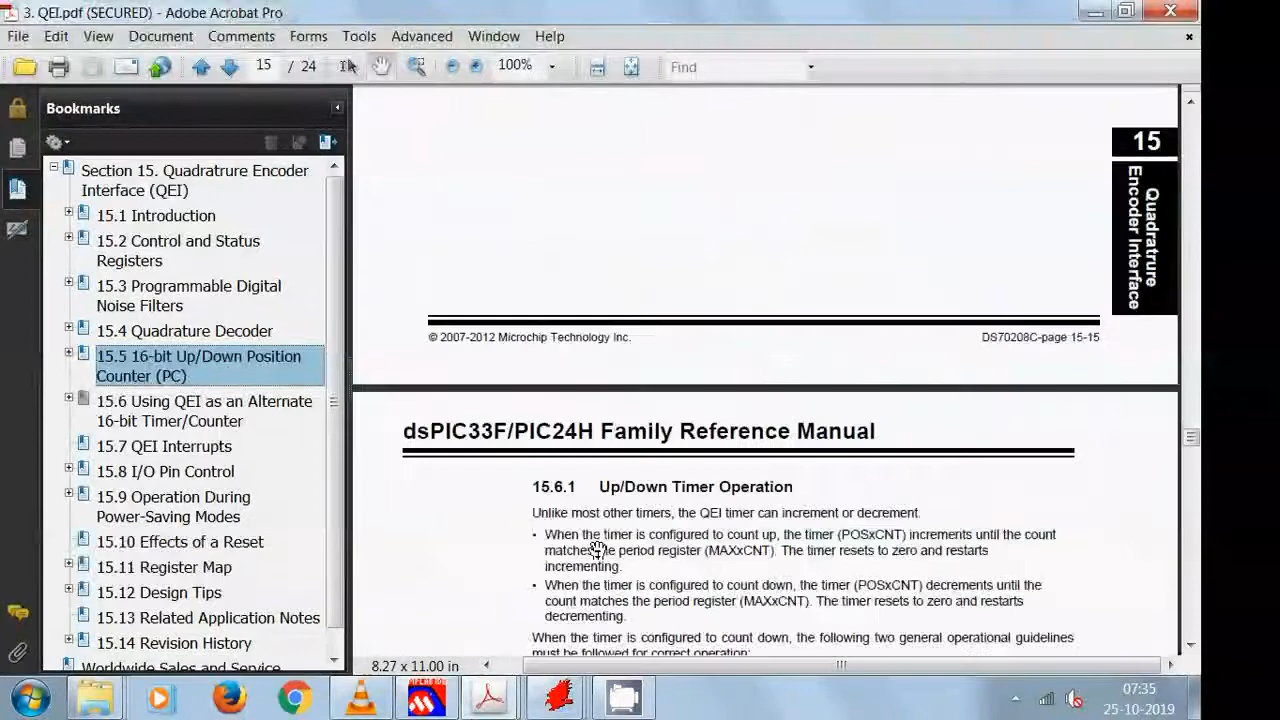 3. QEI.pdf (SECURED) - Adobe Acrobat Pro
File Edit View Document Comments Forms Tools Advanced Window Help
15 / 24 100% Find
Bookmarks
Section 15. Quadratrure Encoder
Interface (QEI)
15.1 Introduction
15.2 Control and Status
Registers
15.3 Programmable Digital
Noise Filters
15.4 Quadrature Decoder
15.5 16-bit Up/Down Position
Counter (PC)
15.6 Using QEI as an Alternate
16-bit Timer/Counter
15.7 QEI Interrupts
15.8 I/O Pin Control
15.9 Operation During
Power-Saving Modes
15.10 Effects of a Reset
15.11 Register Map
15.12 Design Tips
15.13 Related Application Notes
15.14 Revision History
Worldwide Sales and Service
15
Quadratrure
Encoder Interface
© 2007-2012 Microchip Technology Inc. DS70208C-page 15-15
dsPIC33F/PIC24H Family Reference Manual
15.6.1 Up/Down Timer Operation
Unlike most other timers, the QEI timer can increment or decrement.
• When the timer is configured to count up, the timer (POSxCNT) increments until the count
matches the period register (MAXxCNT). The timer resets to zero and restarts
incrementing.
• When the timer is configured to count down, the timer (POSxCNT) decrements until the
count matches the period register (MAXxCNT). The timer resets to zero and restarts
decrementing.
When the timer is configured to count down, the following two general operational guidelines
must be followed for correct operation:
8.27 x 11.00 in
07:35
25-10-2019